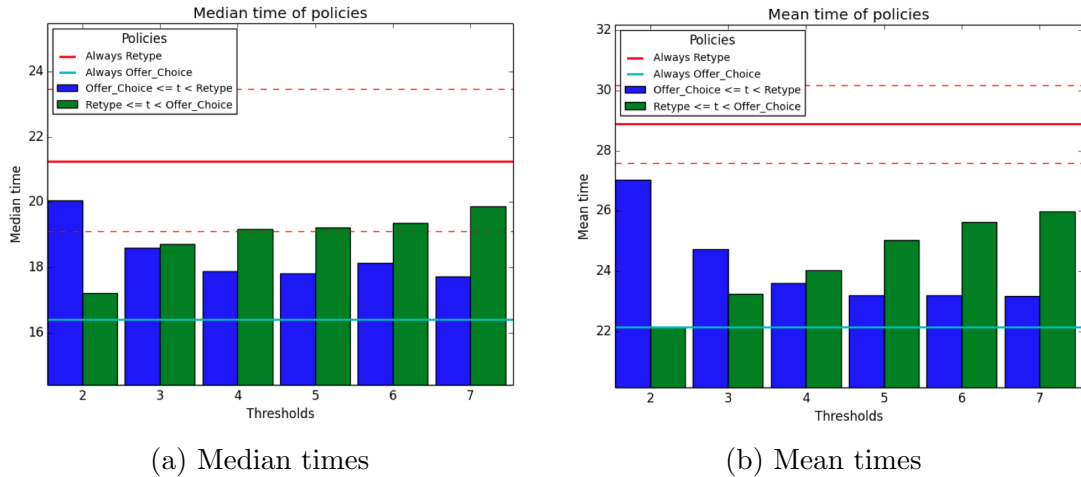 Median time of policies
Policies
Always Retype
Always Offer_Choice
Offer_Choice <= t < Retype
Retype <= t < Offer_Choice
Median time
24
22
20
18
16
2 3 4 5 6 7
Thresholds
(a) Median times
Mean time of policies
Policies
Always Retype
Always Offer_Choice
Offer_Choice <= t < Retype
Retype <= t < Offer_Choice
Mean time
32
30
28
26
24
22
2 3 4 5 6 7
Thresholds
(b) Mean times